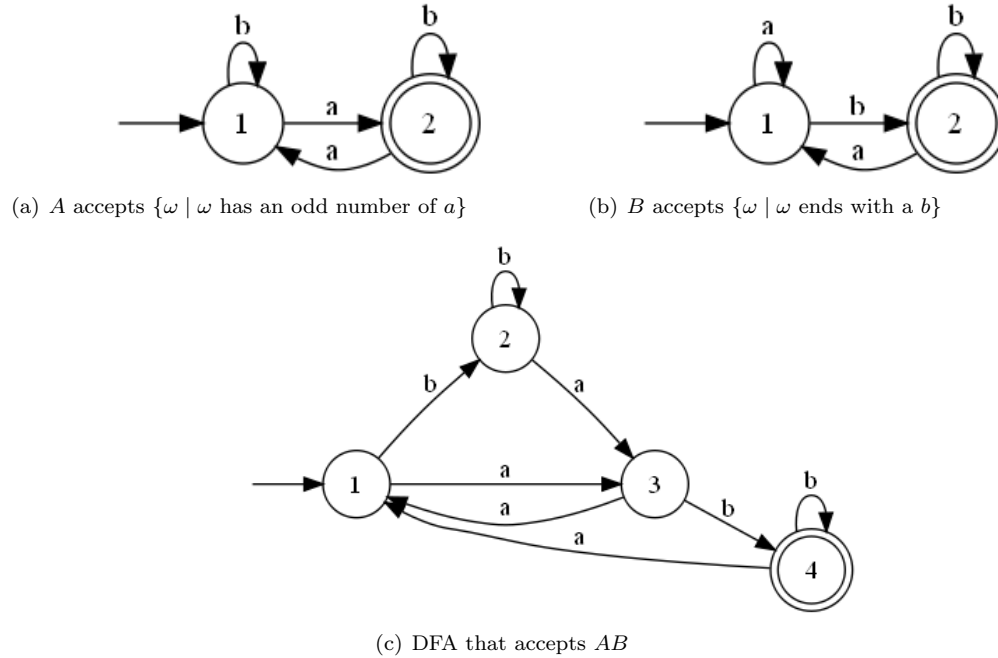 b
b
1
a
2
a
(a) A accepts {ω | ω has an odd number of a}
a
b
1
b
2
a
(b) B accepts {ω | ω ends with a b}
b
2
b
a
1
a
3
a
b
b
a
4
(c) DFA that accepts AB